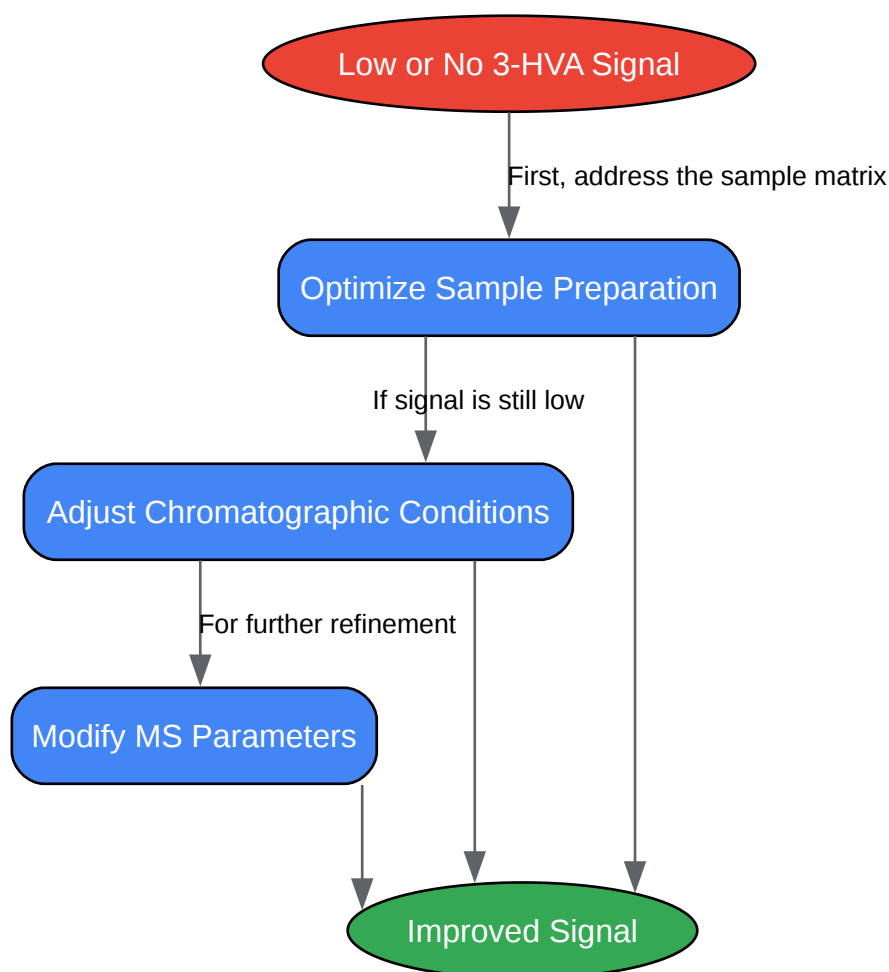 Low or No 3-HVA Signal
First, address the sample matrix
Optimize Sample Preparation
If signal is still low
Adjust Chromatographic Conditions
For further refinement
Modify MS Parameters
Improved Signal